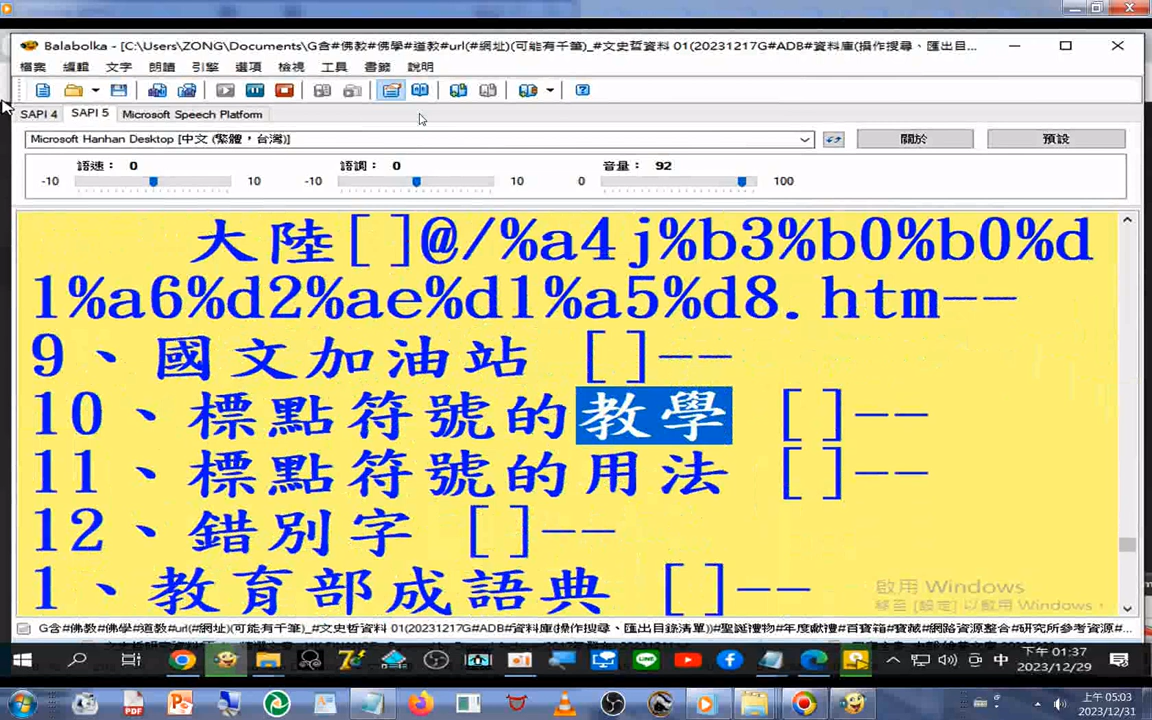 Balabolka - [C:\Users\ZONG\Documents\G含#佛教#佛學#道教#url(#網址)(可能有千筆)_#文史哲資料 01(20231217G#ADB#資料庫(操作搜尋、匯出目...
檔案 編輯 文字 朗讀 引擎 選項 檢視 工具 書籤 說明
SAPI 4 SAPI 5 Microsoft Speech Platform
Microsoft Hanhan Desktop [中文 (繁體，台灣)] 關於 預設
語速： 0 語調： 0 音量： 92
-10 10 -10 10 0 100
大陸[ ]@/%a4j%b3%b0%b0%d
1%a6%d2%ae%d1%a5%d8.htm--
9、國文加油站 [ ]--
10、標點符號的教學 [ ]--
11、標點符號的用法 [ ]--
12、錯別字 [ ]--
1、教育部成語典 [ ]--
啟用 Windows
移至 [設定] 以啟用 Windows。
G含#佛教#佛學#道教#url(#網址)(可能有千筆)_#文史哲資料 01(20231217G#ADB#資料庫(操作搜尋、匯出目錄清單))#聖誕禮物#年度獻禮#百寶箱#寶藏#網路資源整合#研究所參考資源#...
中 下午 01:37
2023/12/29
上午 05:03
2023/12/31